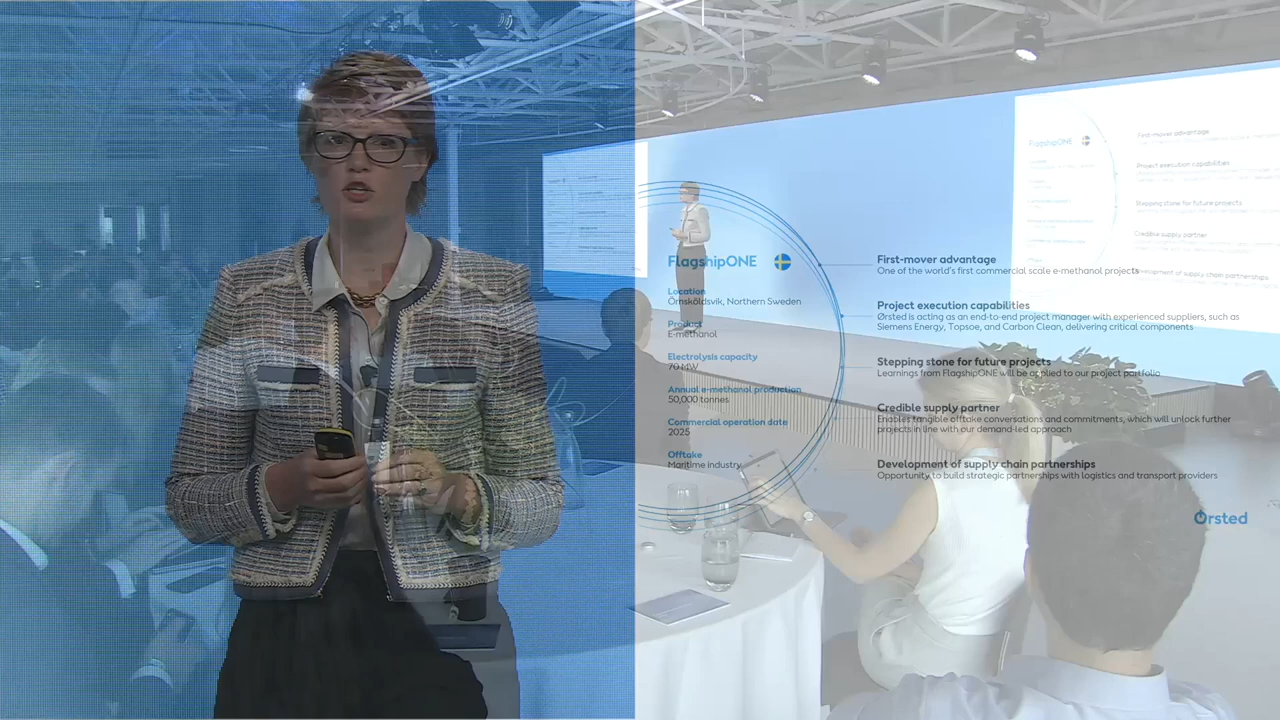 FlagshipONE
Location
Örnsköldsvik, Northern Sweden
Product
E-methanol
Electrolysis capacity
70 MW
Annual e-methanol production
50,000 tonnes
Commercial operation date
2025
Offtake
Maritime industry
First-mover advantage
One of the world's first commercial scale e-methanol projects
Project execution capabilities
Ørsted is acting as an end-to-end project manager with experienced suppliers, such as
Siemens Energy, Topsoe, and Carbon Clean, delivering critical components
Stepping stone for future projects
Learnings from FlagshipONE will be applied to our project portfolio
Credible supply partner
Enables tangible offtake conversations and commitments, which will unlock further
projects in line with our demand-led approach
Development of supply chain partnerships
Opportunity to build strategic partnerships with logistics and transport providers
Ørsted
FlagshipONE
First-mover advantage
Project execution capabilities
Stepping stone for future projects
Credible supply partner
Development of supply chain partnerships